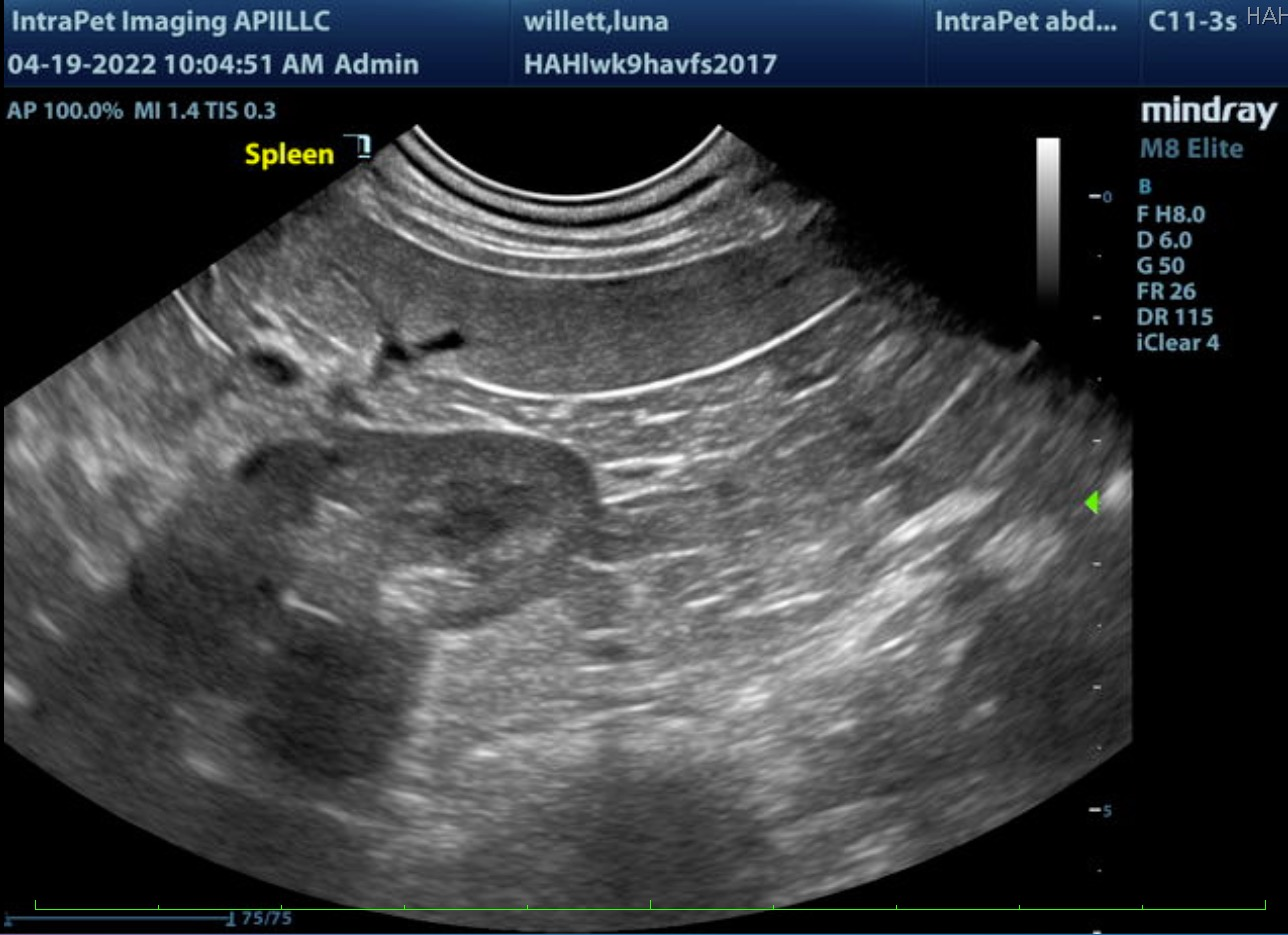 IntraPet Imaging APIILLC willett,luna IntraPet abd... C11-3s HAH
04-19-2022 10:04:51 AM Admin HAHlwk9havfs2017
AP 100.0% MI 1.4 TIS 0.3
mindray
M8 Elite
Spleen
B
F H8.0
D 6.0
G 50
FR 26
DR 115
iClear 4
0
5
75/75